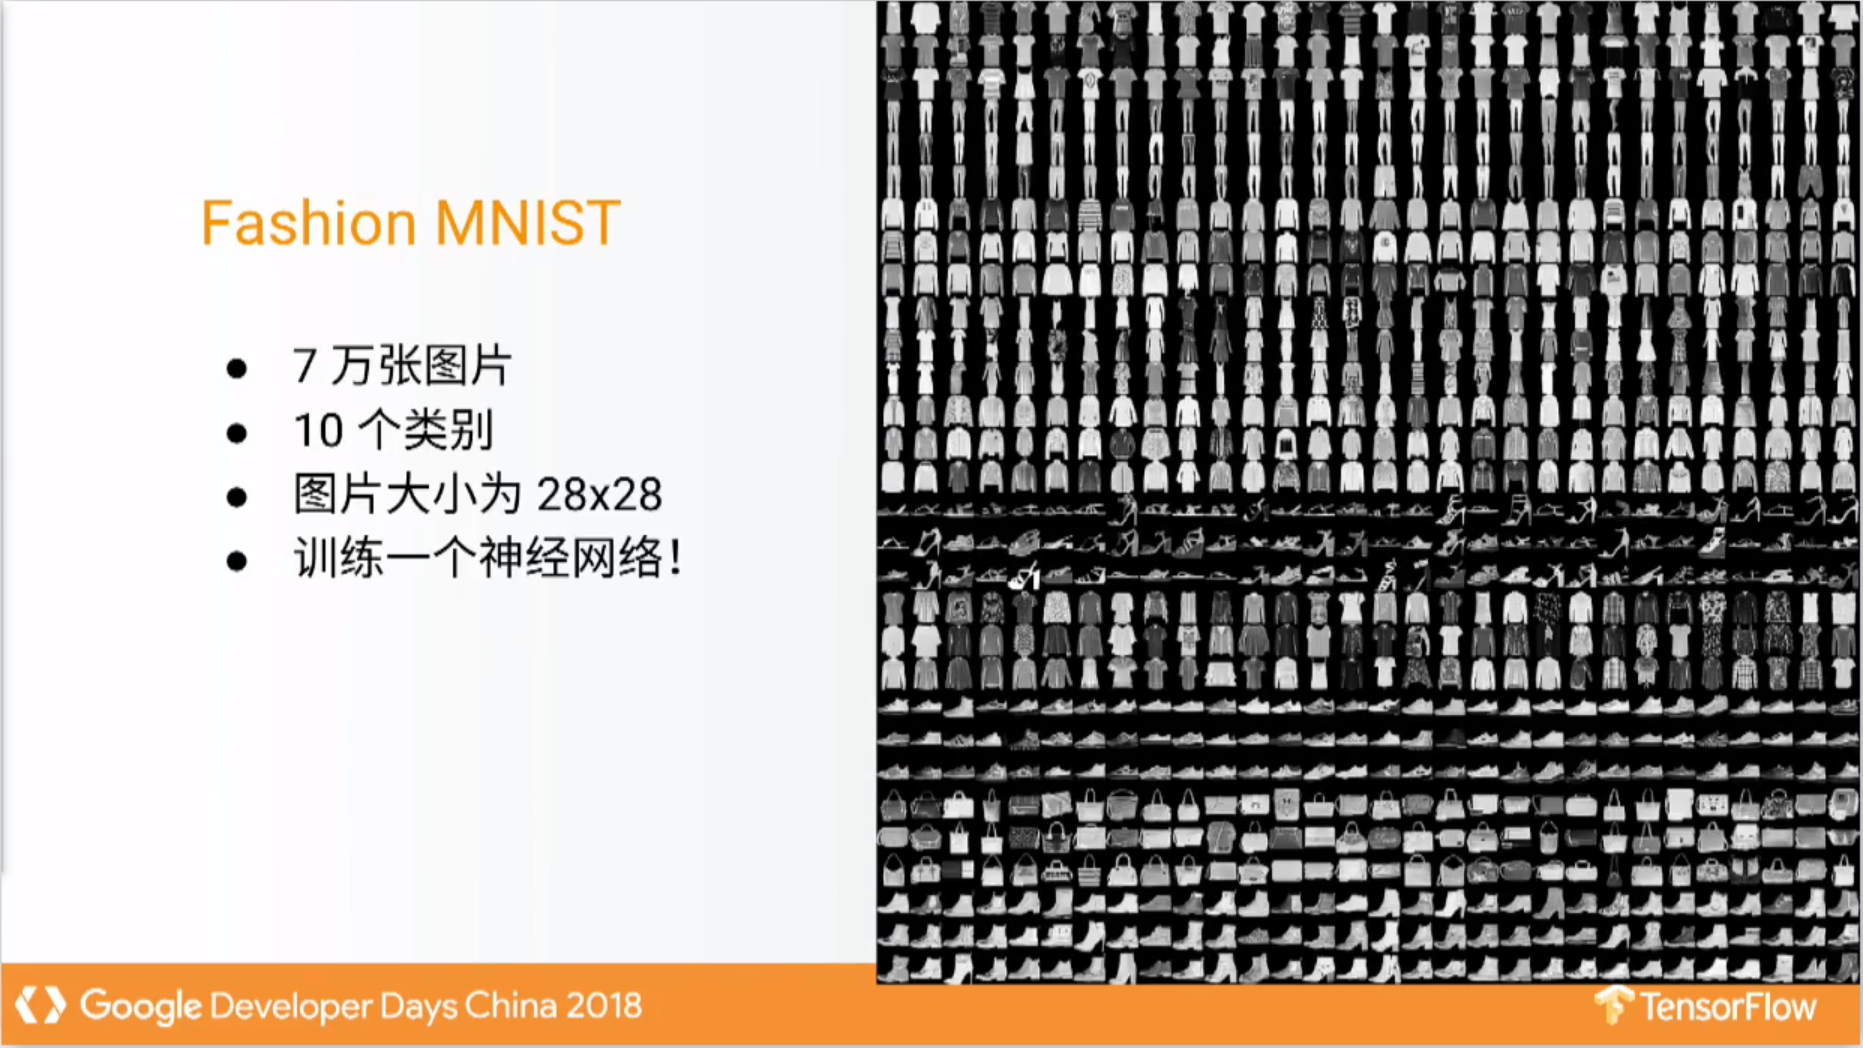 Fashion MNIST
● 7 万张图片
● 10 个类别
● 图片大小为 28x28
● 训练一个神经网络！
Google Developer Days China 2018
TensorFlow